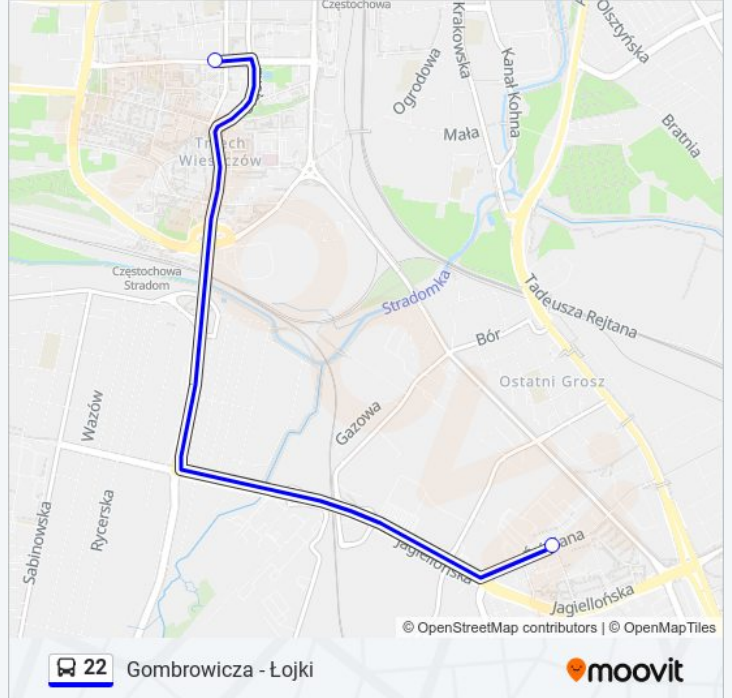 Częstochowa
Olsztyńska
Krakowska
Kanał Kohna
Ogrodowa
Bratnia
Mała
Trzech
Wieszczów
Częstochowa
Stradom
Stradomka
Tadeusza Rejtana
Bór
Ostatni Grosz
Wazów
Gazowa
Rycerska
Sabinowska
Jagiellońska
Jagiellońska
© OpenStreetMap contributors | © OpenMapTiles
22 Gombrowicza - Łojki
moovit